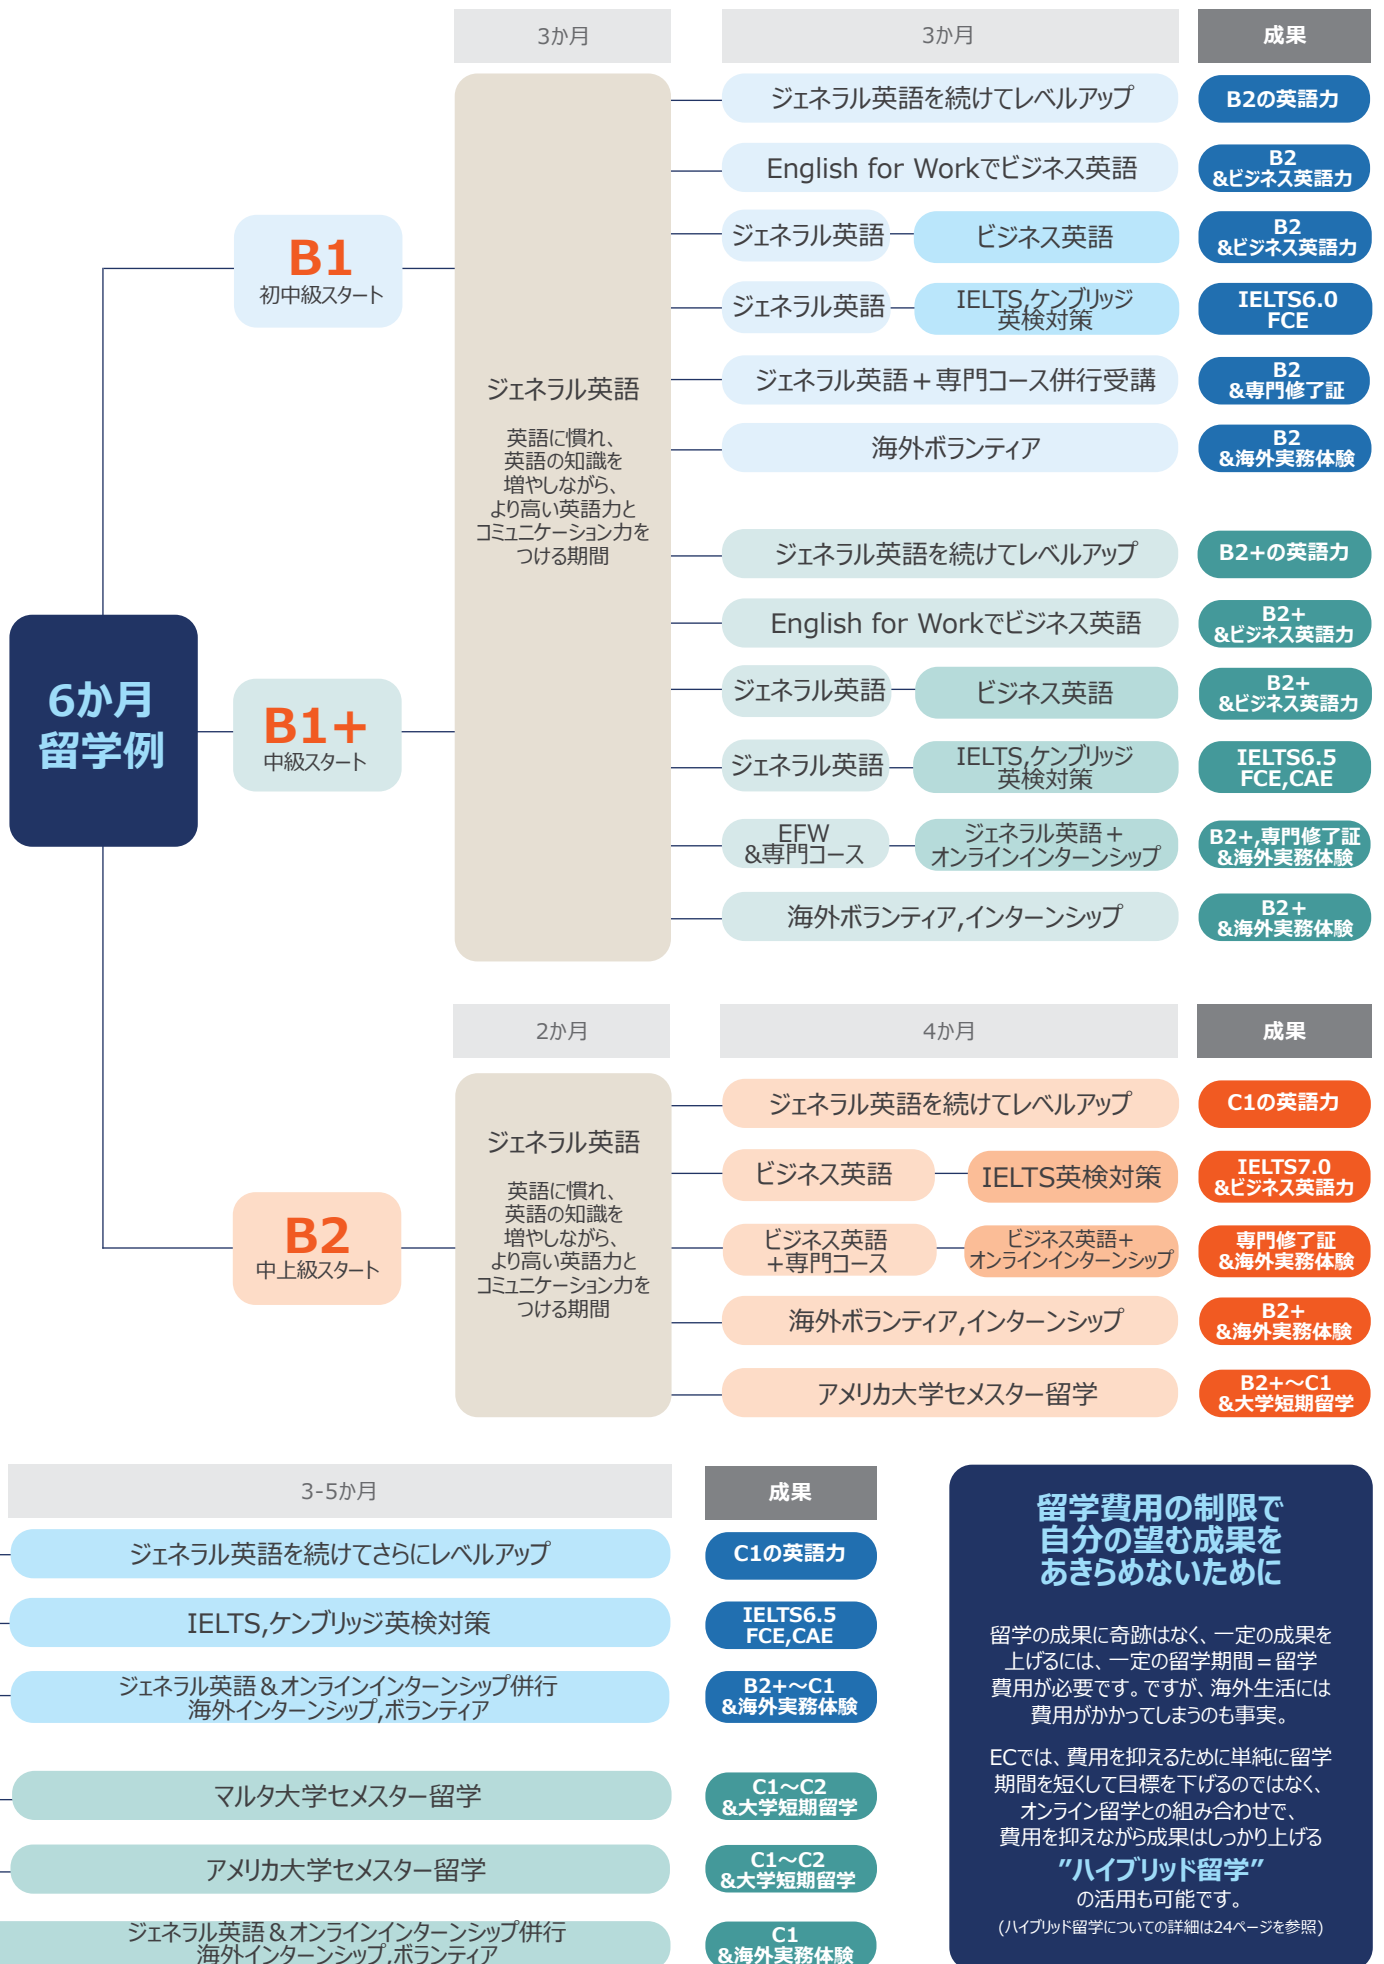 3か月
3か月
成果
ジェネラル英語を続けてレベルアップ
B2の英語力
English for Workでビジネス英語
B2
&ビジネス英語力
ジェネラル英語
ビジネス英語
B2
&ビジネス英語力
B1
初中級スタート
ジェネラル英語
IELTS,ケンブリッジ
英検対策
IELTS6.0
FCE
ジェネラル英語
英語に慣れ、
英語の知識を
増やしながら、
より高い英語力と
コミュニケーション力を
つける期間
ジェネラル英語+専門コース併行受講
B2
&専門修了証
海外ボランティア
B2
&海外実務体験
ジェネラル英語を続けてレベルアップ
B2+の英語力
English for Workでビジネス英語
B2+
&ビジネス英語力
6か月
留学例
B1+
中級スタート
ジェネラル英語
ビジネス英語
B2+
&ビジネス英語力
ジェネラル英語
IELTS,ケンブリッジ
英検対策
IELTS6.5
FCE,CAE
EFW
&専門コース
ジェネラル英語+
オンラインインターンシップ
B2+,専門修了証
&海外実務体験
海外ボランティア,インターンシップ
B2+
&海外実務体験
2か月
4か月
成果
ジェネラル英語
英語に慣れ、
英語の知識を
増やしながら、
より高い英語力と
コミュニケーション力を
つける期間
ジェネラル英語を続けてレベルアップ
C1の英語力
ビジネス英語
IELTS英検対策
IELTS7.0
&ビジネス英語力
B2
中上級スタート
ビジネス英語
+専門コース
ビジネス英語+
オンラインインターンシップ
専門修了証
&海外実務体験
海外ボランティア,インターンシップ
B2+
&海外実務体験
アメリカ大学セメスター留学
B2+～C1
&大学短期留学
3-5か月
成果
ジェネラル英語を続けてさらにレベルアップ
C1の英語力
IELTS,ケンブリッジ英検対策
IELTS6.5
FCE,CAE
ジェネラル英語&オンラインインターンシップ併行
海外インターンシップ,ボランティア
B2+～C1
&海外実務体験
マルタ大学セメスター留学
C1～C2
&大学短期留学
アメリカ大学セメスター留学
C1～C2
&大学短期留学
ジェネラル英語&オンラインインターンシップ併行
海外インターンシップ,ボランティア
C1
&海外実務体験
留学費用の制限で
自分の望む成果を
あきらめないために
留学の成果に奇跡はなく、一定の成果を
上げるには、一定の留学期間=留学
費用が必要です。ですが、海外生活には
費用がかかってしまうのも事実。
ECでは、費用を抑えるために単純に留学
期間を短くして目標を下げるのではなく、
オンライン留学との組み合わせで、
費用を抑えながら成果はしっかり上げる
"ハイブリッド留学"
の活用も可能です。
(ハイブリッド留学についての詳細は24ページを参照)